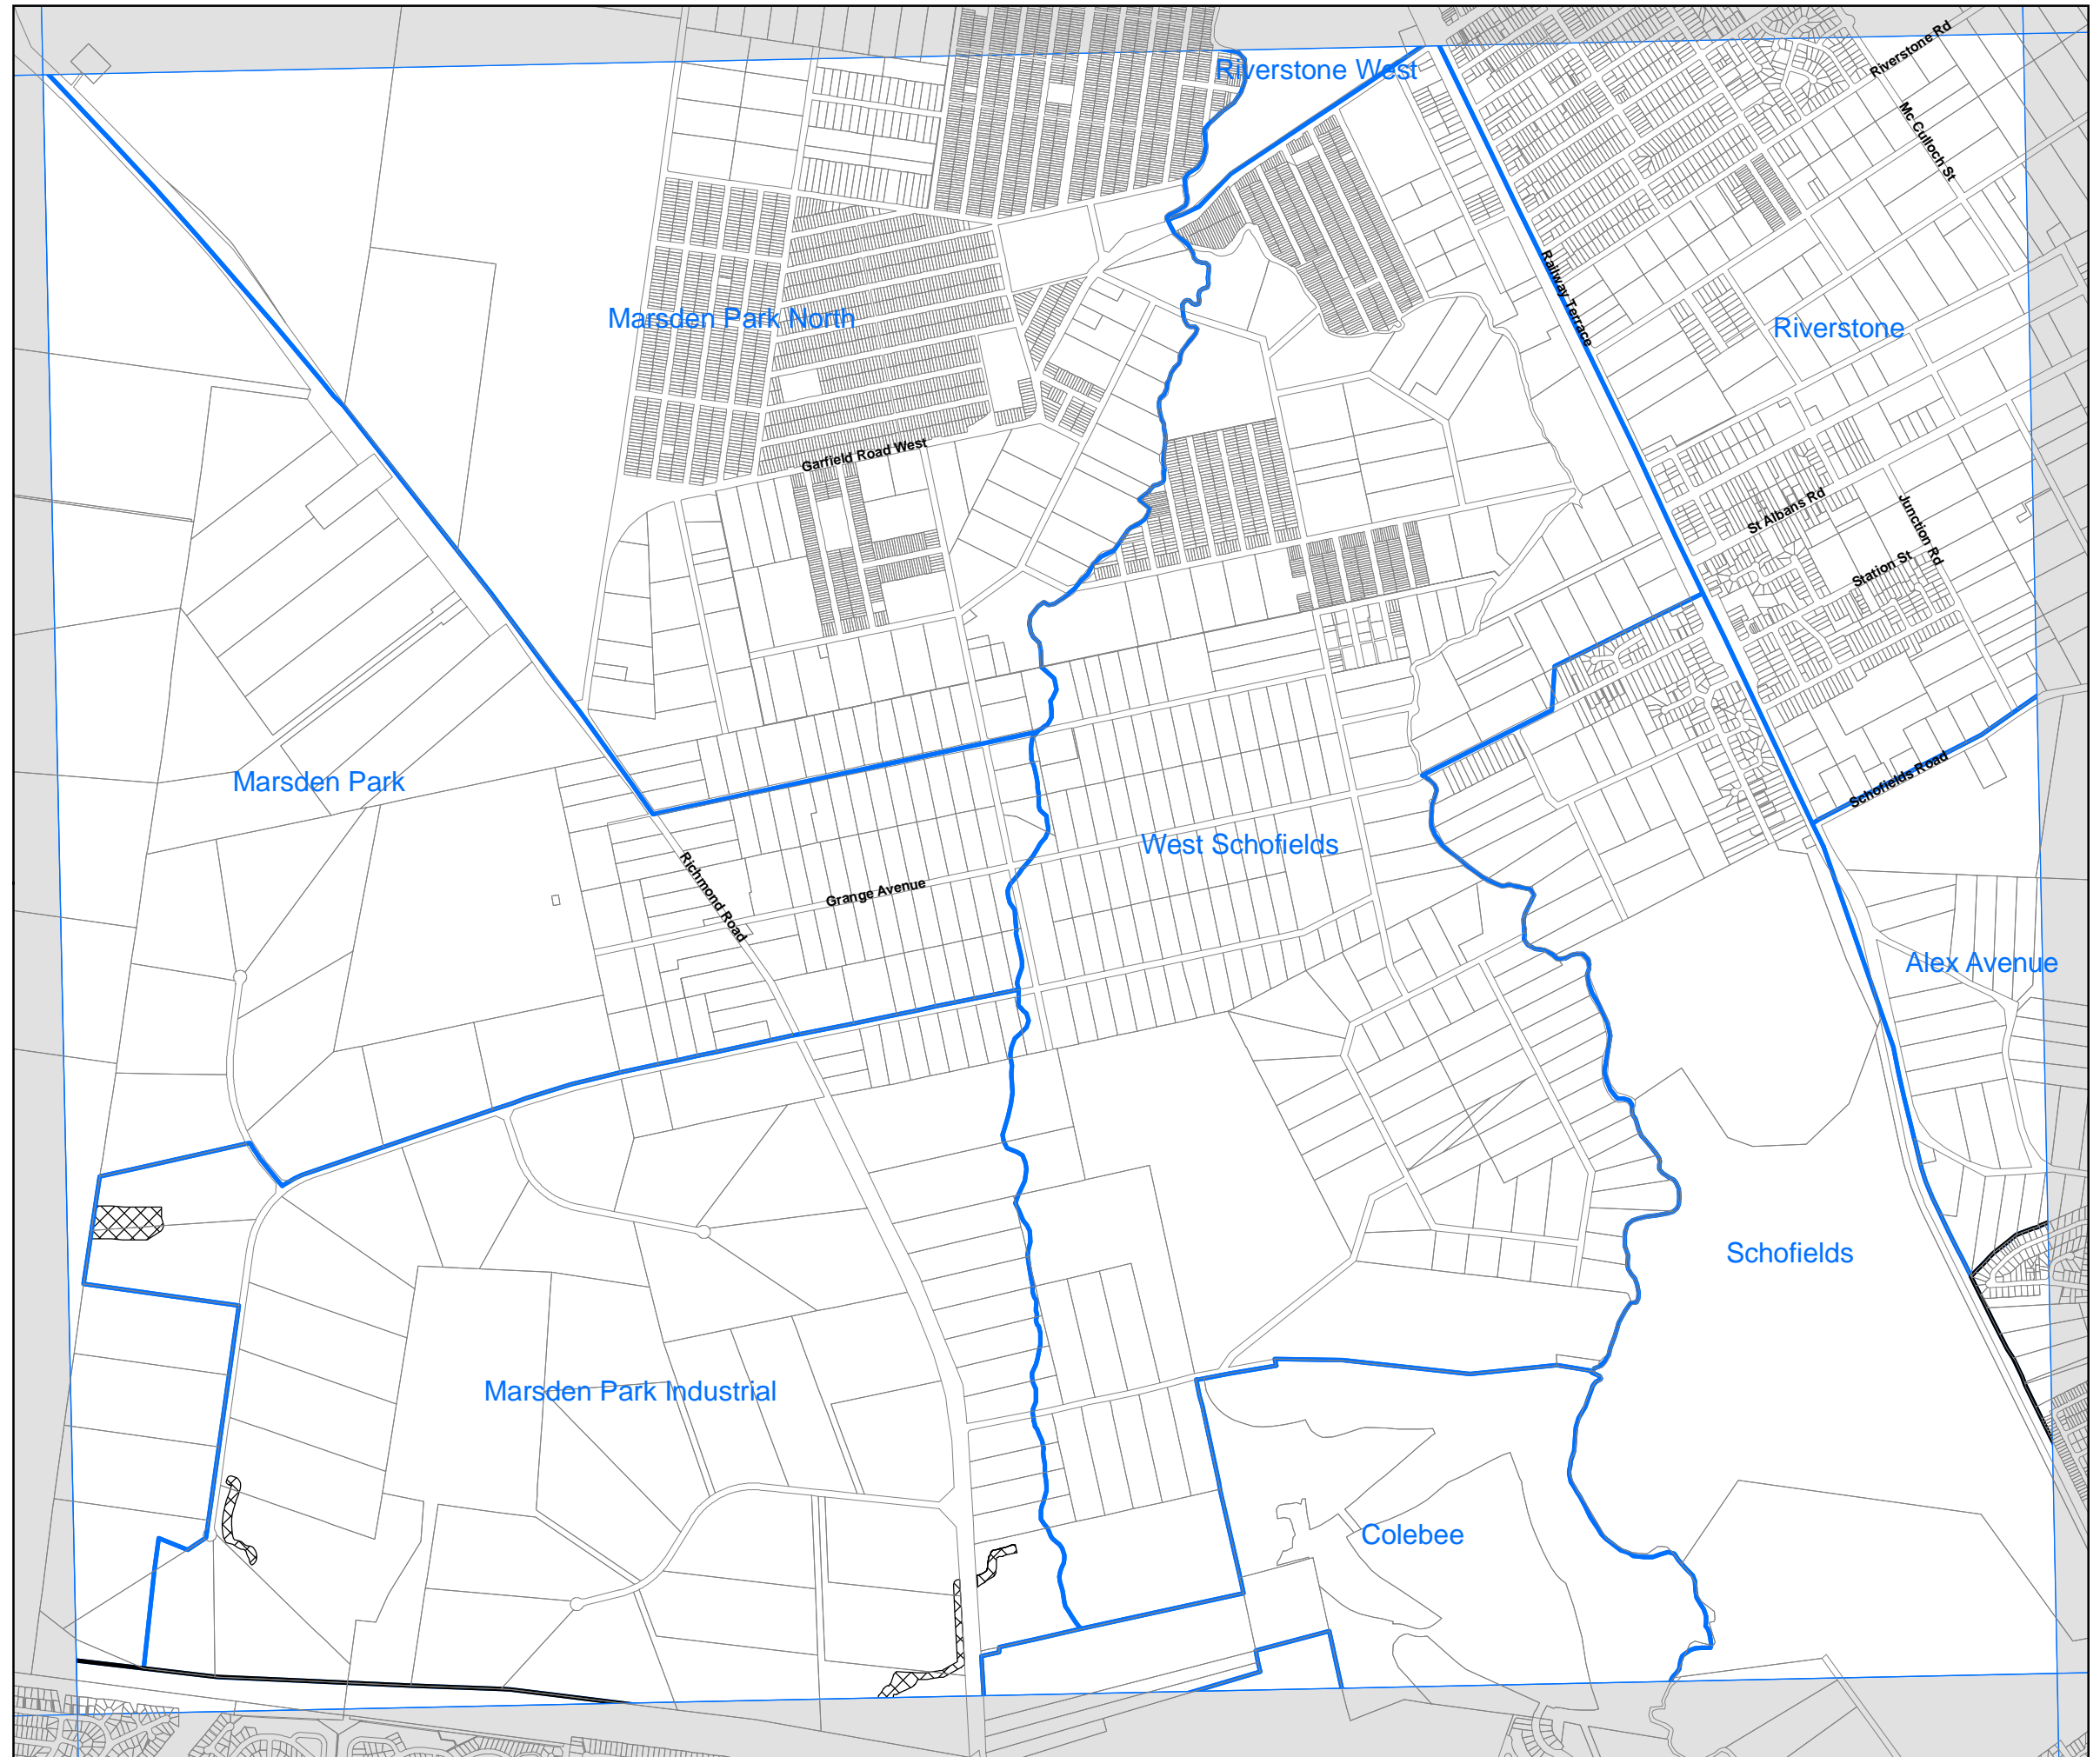 Riverstone Rd
Riverstone West
Mc Culloch St
Railway Terrace
Marsden Park North
Riverstone
Garfield Road West
St Albans Rd
Junction Rd
Station St
Marsden Park
Schofields Road
West Schofields
Richmond Road
Grange Avenue
Alex Avenue
Schofields
Marsden Park Industrial
Colebee